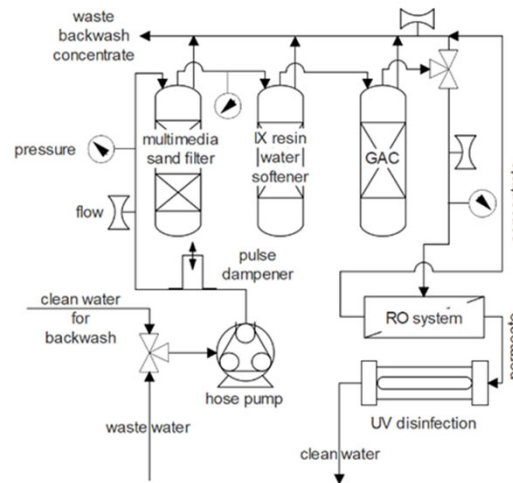 waste
backwash
concentrate
pressure
multimedia
sand filter
IX resin
water
softener
GAC
flow
pulse
dampener
clean water
for
backwash
RO system
permeate
hose pump
UV disinfection
waste water
clean water